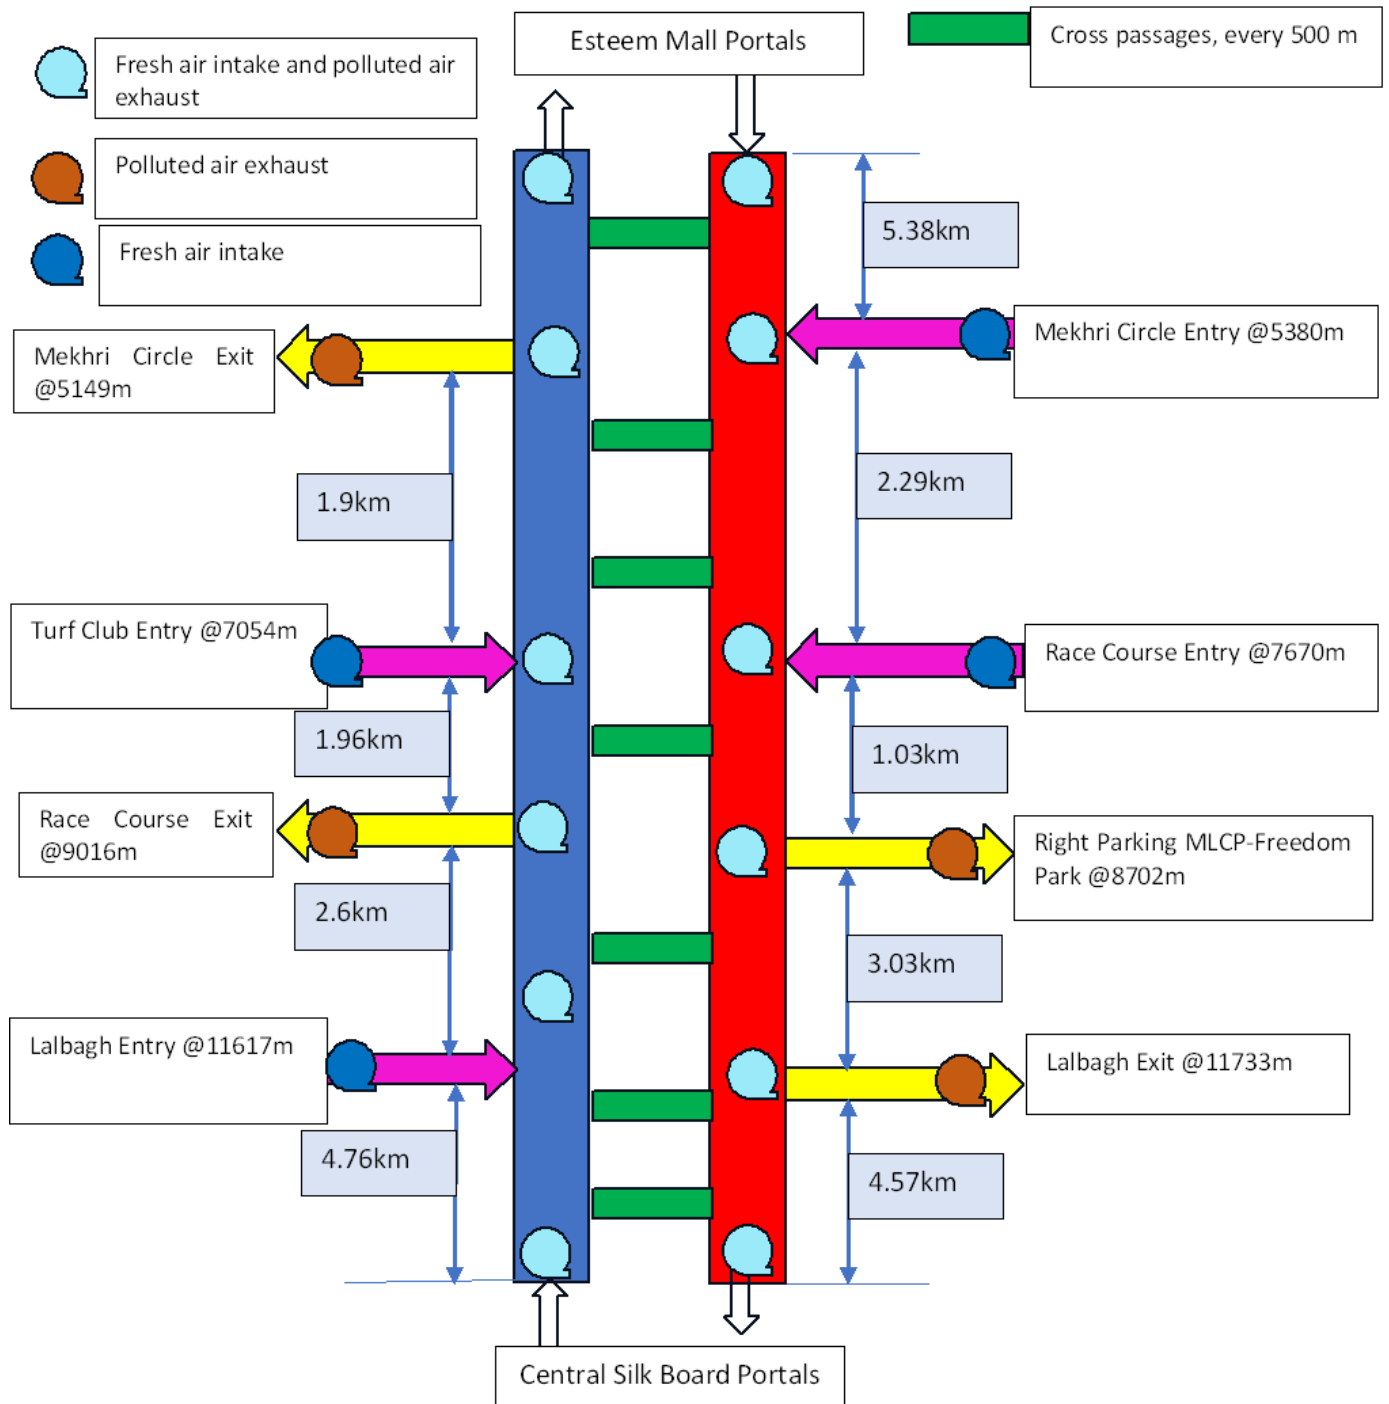 Esteem Mall Portals
Cross passages, every 500 m
Fresh air intake and polluted air
exhaust
Polluted air exhaust
Fresh air intake
5.38km
Mekhri Circle Exit
@5149m
Mekhri Circle Entry @5380m
1.9km
2.29km
Turf Club Entry @7054m
Race Course Entry @7670m
1.96km
1.03km
Race Course Exit
@9016m
Right Parking MLCP-Freedom
Park @8702m
2.6km
3.03km
Lalbagh Entry @11617m
Lalbagh Exit @11733m
4.76km
4.57km
Central Silk Board Portals